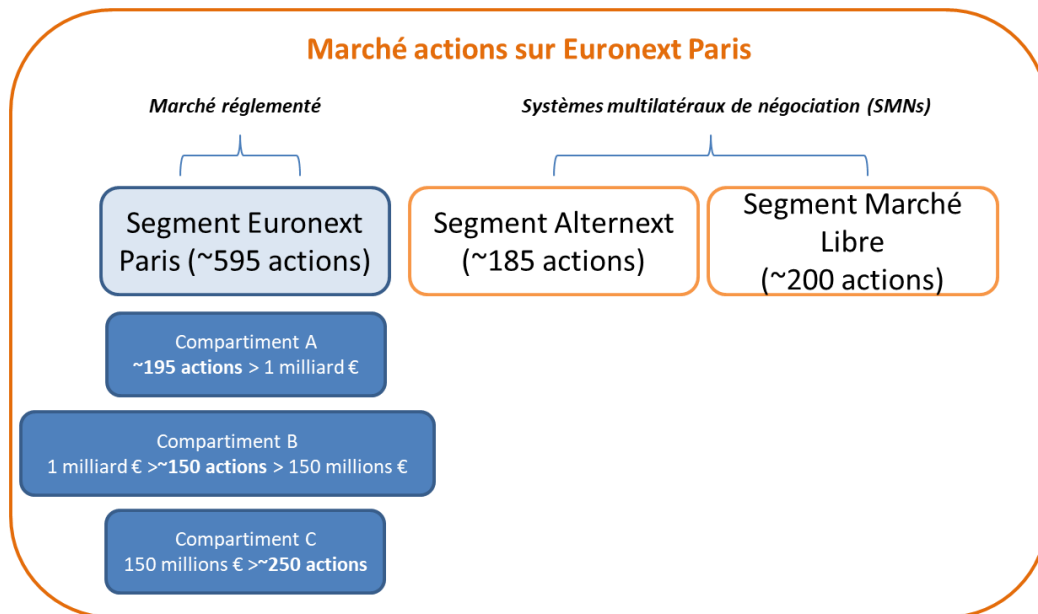 Marché actions sur Euronext Paris
Marché réglementé
Systèmes multilatéraux de négociation (SMNs)
Segment Euronext
Paris (~595 actions)
Segment Alternext
(~185 actions)
Segment Marché
Libre
(~200 actions)
Compartiment A
~195 actions > 1 milliard €
Compartiment B
1 milliard € >~150 actions > 150 millions €
Compartiment C
150 millions € >~250 actions